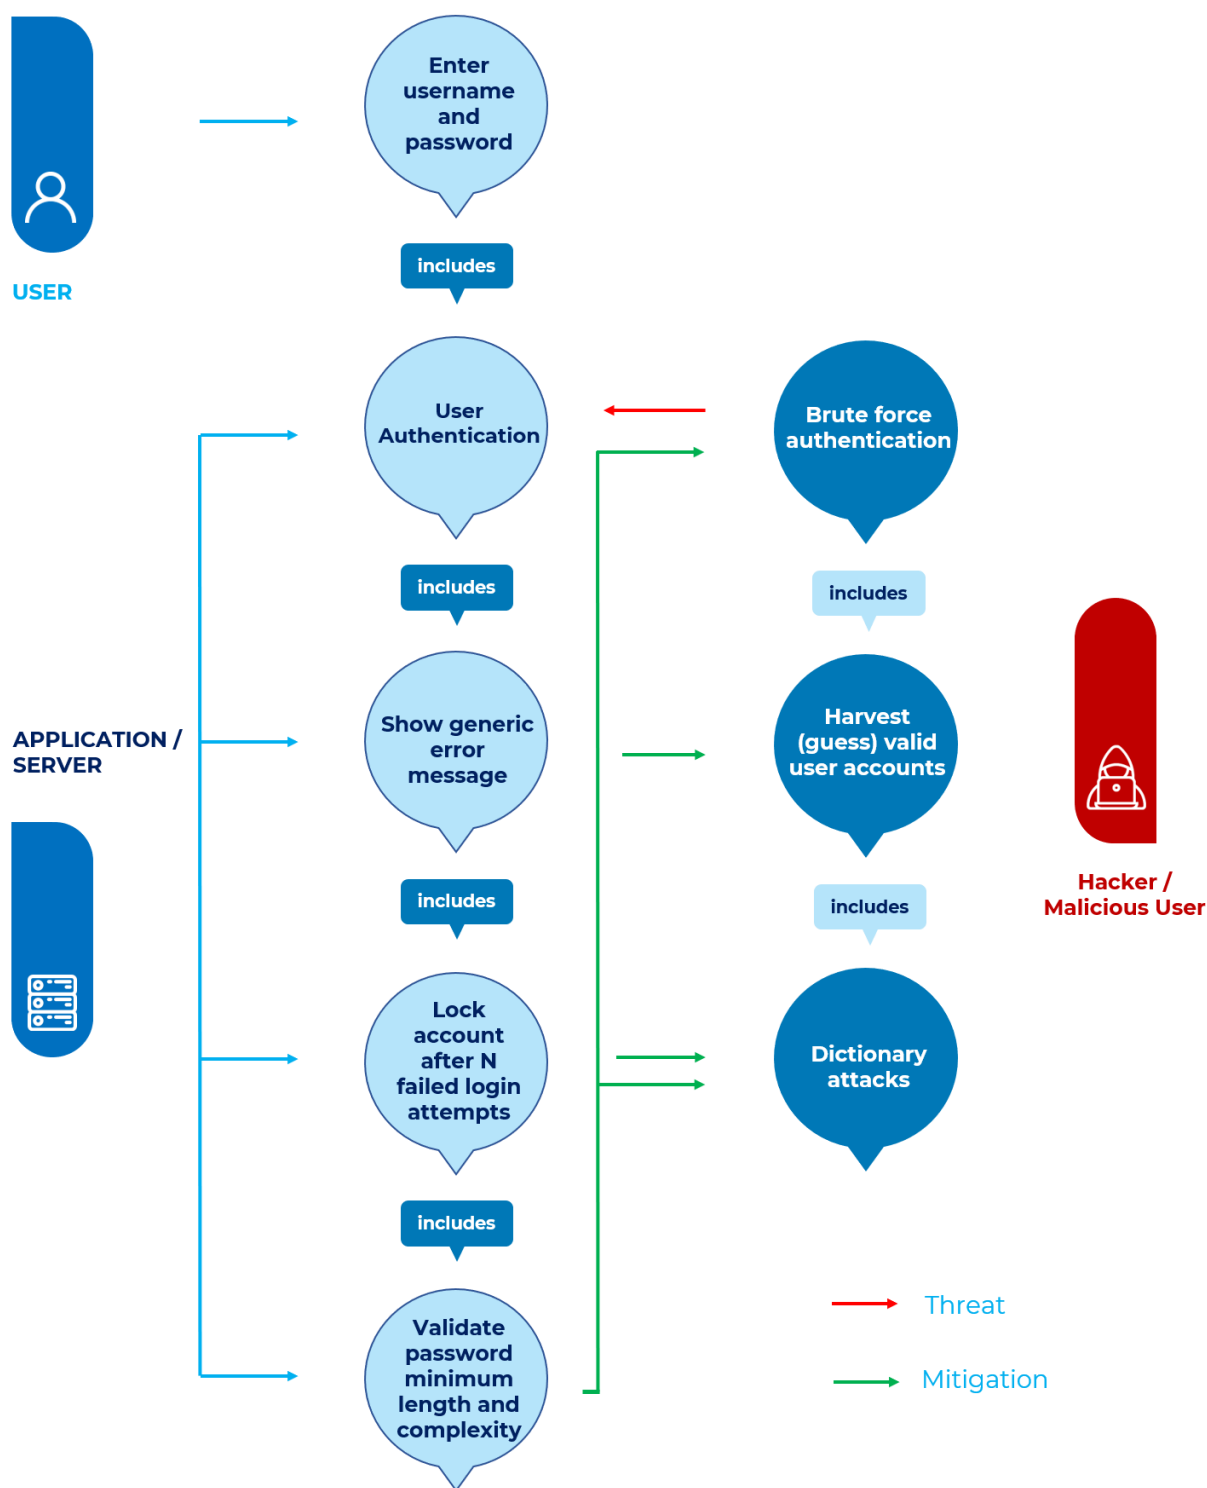 Enter
username
and
password
includes
USER
User
Authentication
Brute force
authentication
includes
includes
Show generic
error
message
Harvest
(guess) valid
user accounts
APPLICATION /
SERVER
includes
includes
Hacker /
Malicious User
Lock
account
after N
failed login
attempts
Dictionary
attacks
includes
Validate
password
minimum
length and
complexity
Threat
Mitigation